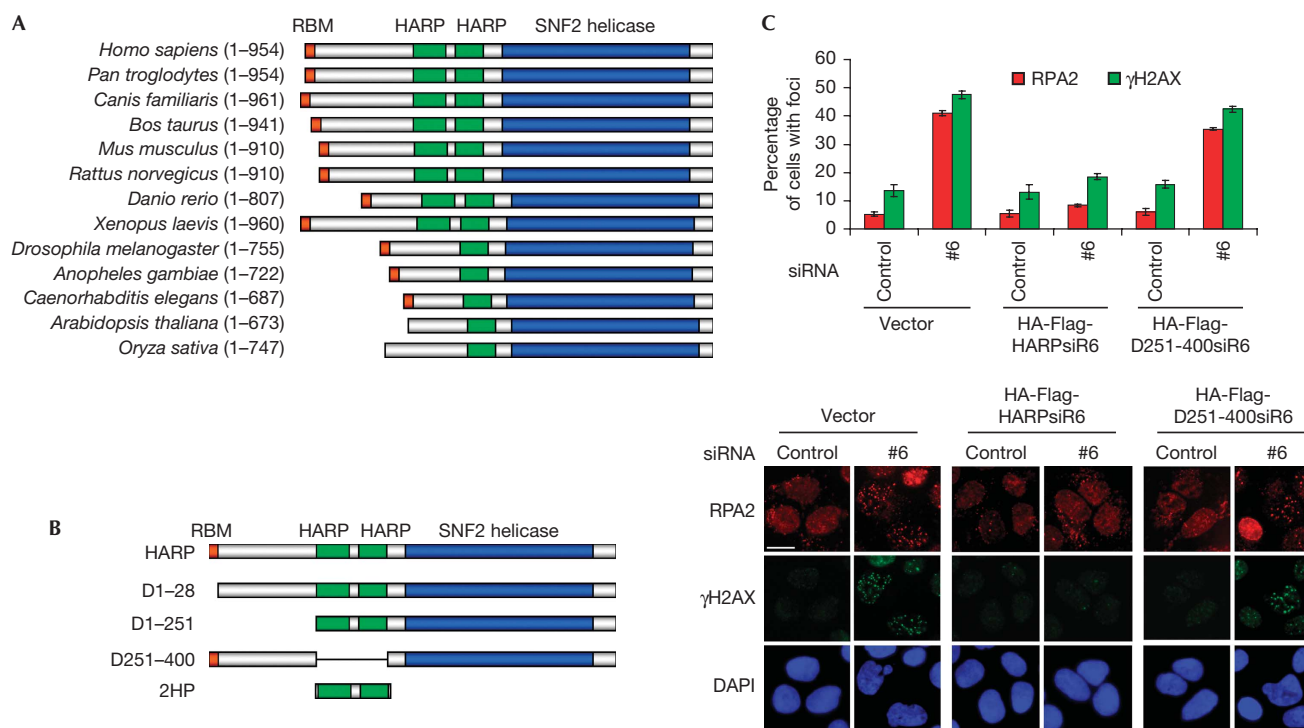 A
RBM HARP HARP SNF2 helicase
Homo sapiens (1–954)
Pan troglodytes (1–954)
Canis familiaris (1–961)
Bos taurus (1–941)
Mus musculus (1–910)
Rattus norvegicus (1–910)
Danio rerio (1–807)
Xenopus laevis (1–960)
Drosophila melanogaster (1–755)
Anopheles gambiae (1–722)
Caenorhabditis elegans (1–687)
Arabidopsis thaliana (1–673)
Oryza sativa (1–747)
B
RBM HARP HARP SNF2 helicase
HARP
D1–28
D1–251
D251–400
2HP
C
RPA2 γH2AX
Percentage
of cells with foci
60
50
40
30
20
10
0
siRNA
Control #6 Control #6 Control #6
Vector HA-Flag- HA-Flag-
HARPsiR6 D251-400siR6
HA-Flag- HA-Flag-
Vector HARPsiR6 D251-400siR6
siRNA Control #6 Control #6 Control #6
RPA2
γH2AX
DAPI